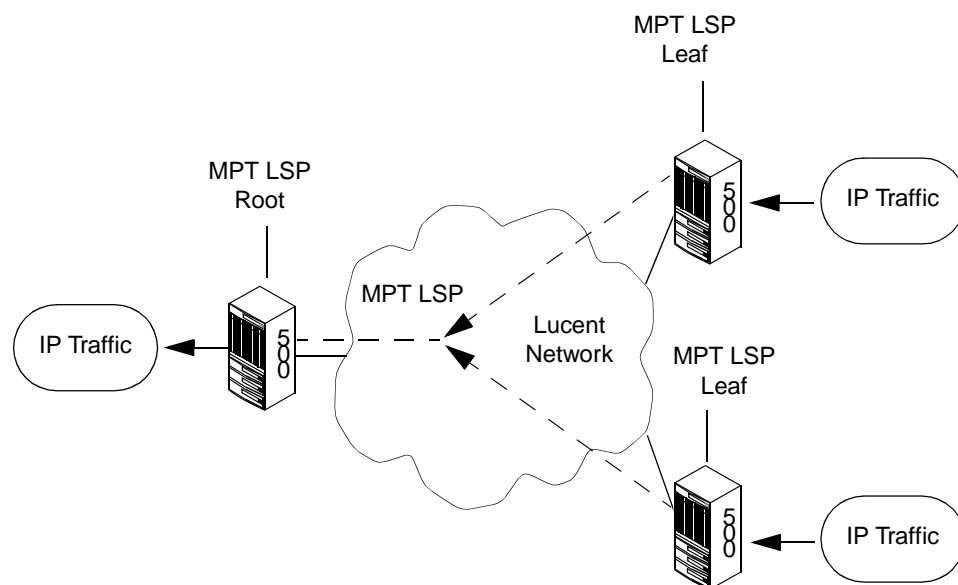 MPT LSP
Leaf
500
IP Traffic
MPT LSP
Root
MPT LSP
500
IP Traffic
Lucent
Network
MPT LSP
Leaf
500
IP Traffic